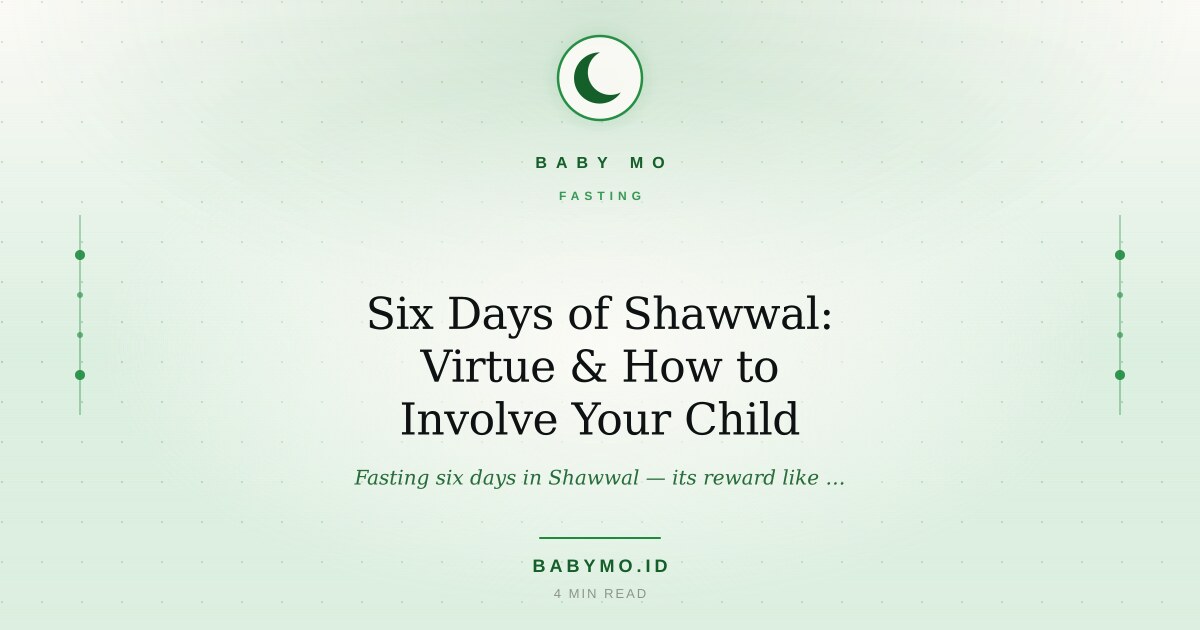 BABY MO
FASTING
Six Days of Shawwal:
Virtue & How to
Involve Your Child
Fasting six days in Shawwal — its reward like ...
BABYMO.ID
4 MIN READ